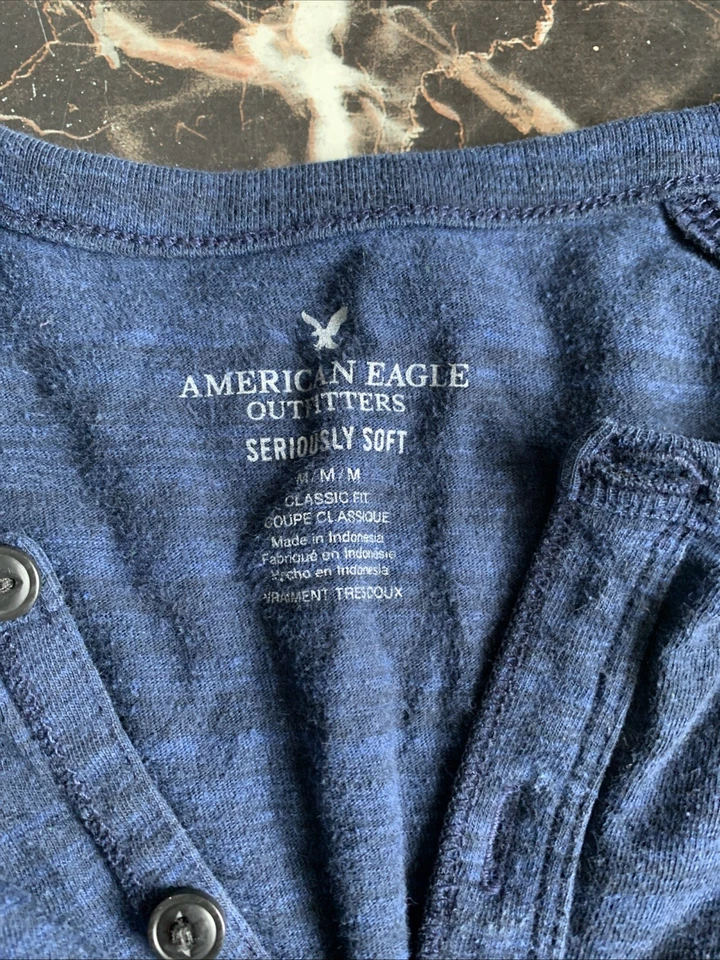 AMERICAN EAGLE
OUTFITTERS
SERIOUSLY SOFT
M/M/M
CLASSIC FIT
COUPE CLASSIQUE
Made in Indonesia
Fabriqué en Indonésie
Hecho en Indonesia
VRAIMENT TRES DOUX